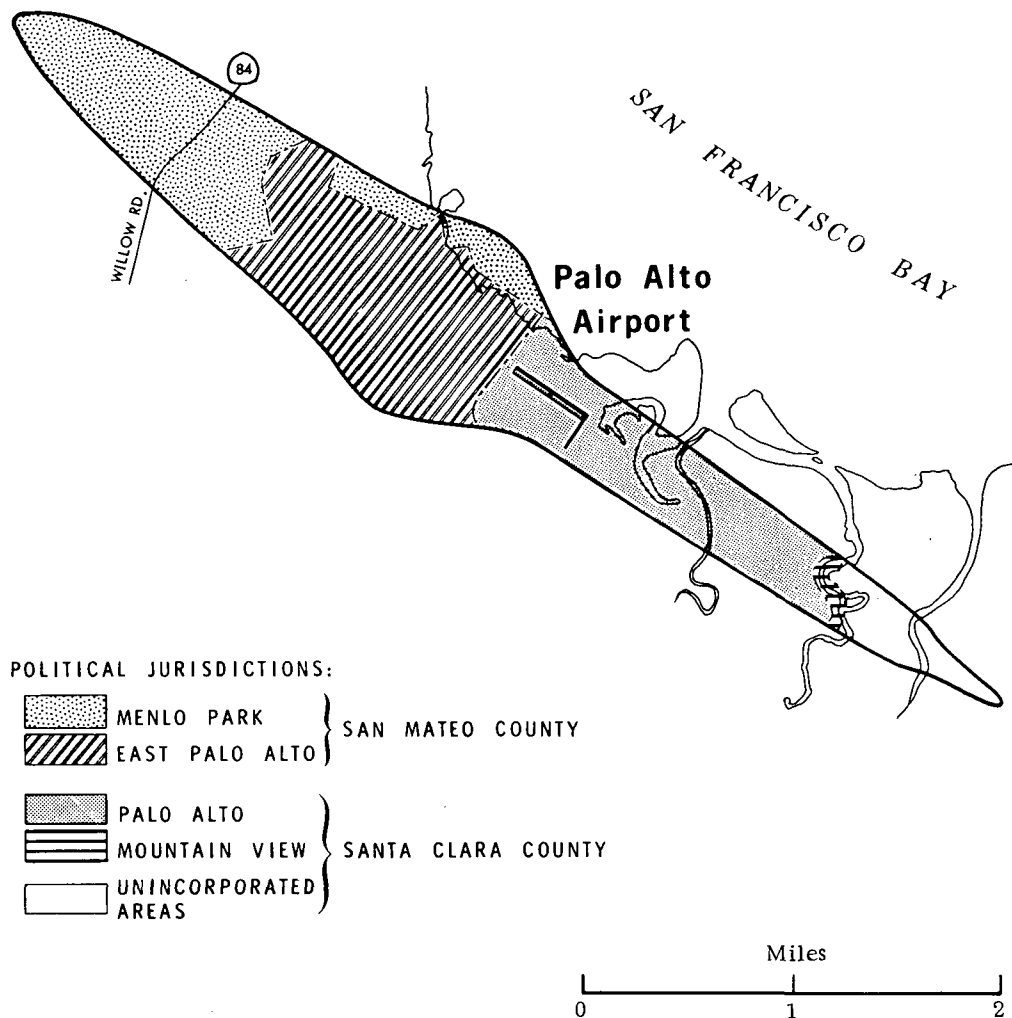 84
WILLOW RD.
SAN FRANCISCO BAY
Palo Alto
Airport
POLITICAL JURISDICTIONS:
MENLO PARK
EAST PALO ALTO
SAN MATEO COUNTY
PALO ALTO
MOUNTAIN VIEW
UNINCORPORATED
AREAS
SANTA CLARA COUNTY
Miles
0 1 2